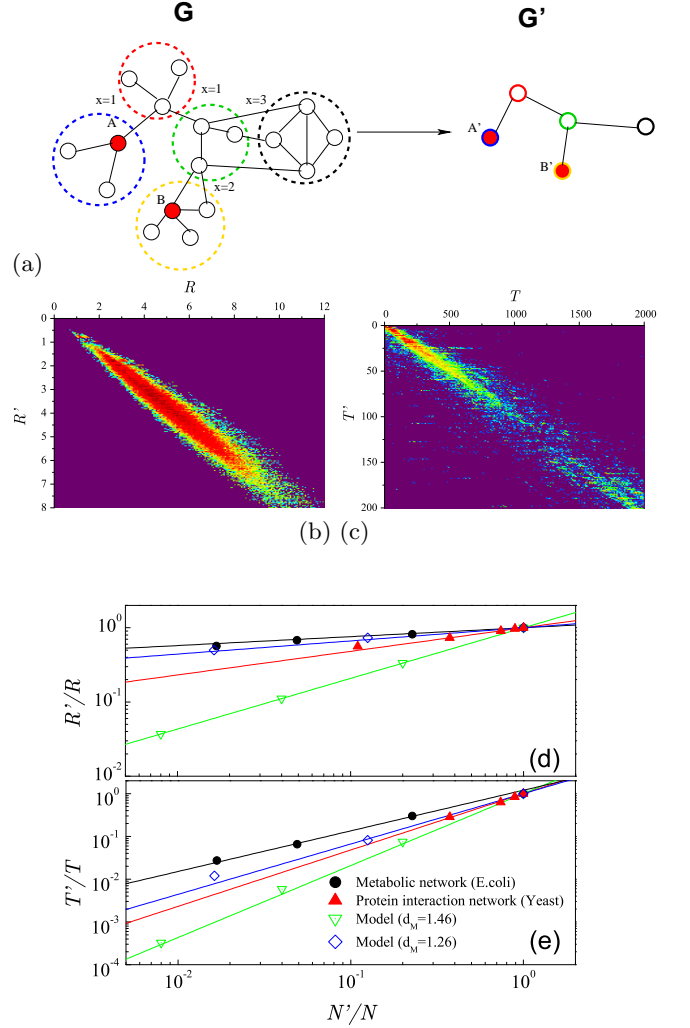 G
G'
x=1
x=1
x=3
A
x=2
B
A'
B'
(a)
R
0 2 4 6 8 10 12
0
1
2
3
4
5
6
7
8
R'
T
0 500 1000 1500 2000
0
50
100
150
200
T'
(b) (c)
10^0
10^-1
10^-2
R'/R
(d)
10^0
10^-1
10^-2
10^-3
10^-4
T'/T
Metabolic network (E.coli)
Protein interaction network (Yeast)
Model (d_M=1.46)
Model (d_M=1.26)
(e)
10^-2 10^-1 10^0
N'/N